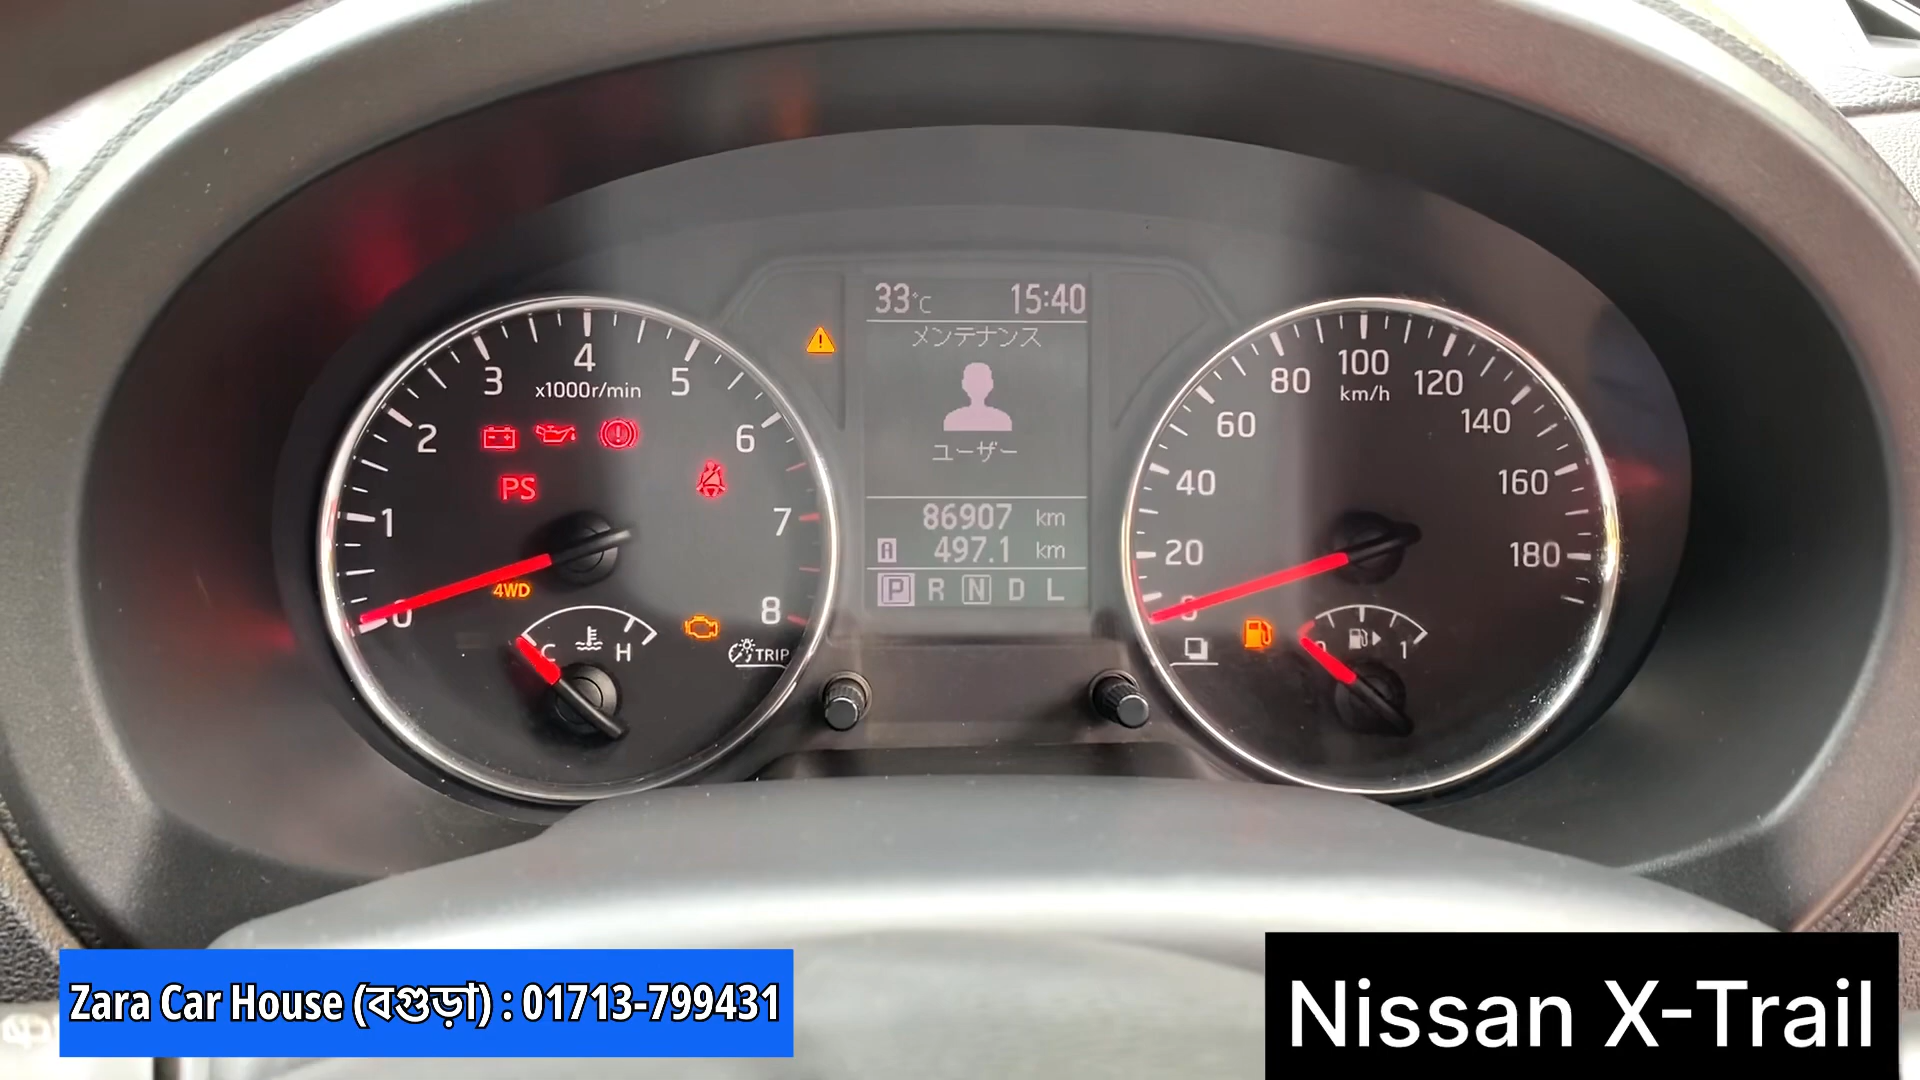 33°C 15:40
メンテナンス
ユーザー
86907 km
A 497.1 km
P R N D L
0 1 2 3 4 5 6 7 8
x1000r/min
PS
4WD
C H
TRIP
0 20 40 60 80 100 120 140 160 180
km/h
0 1
Zara Car House (বগুড়া) : 01713-799431
Nissan X-Trail